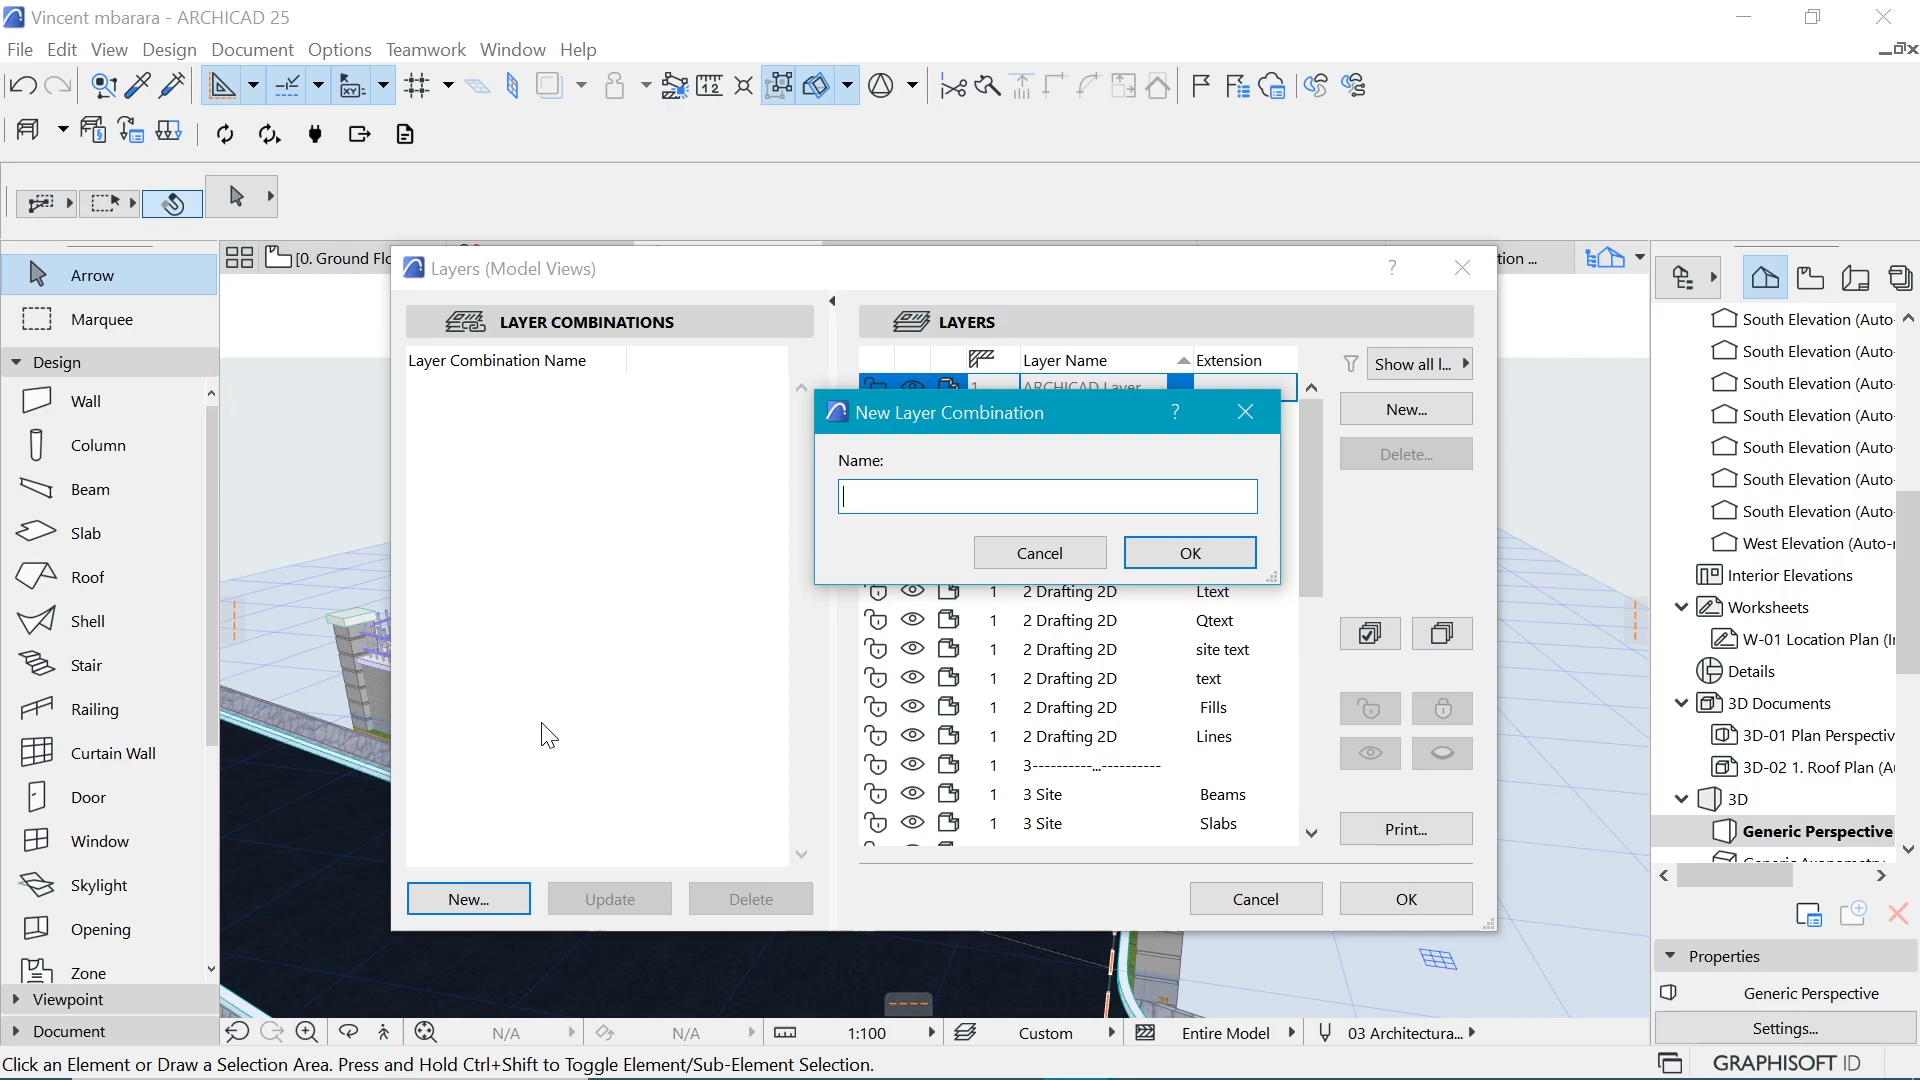 Vincent mbarara - ARCHICAD 25
File Edit View Design Document Options Teamwork Window Help
[0. Ground Flo
tion ...
Arrow
Marquee
Design
Wall
Column
Beam
Slab
Roof
Shell
Stair
Railing
Curtain Wall
Door
Window
Skylight
Opening
Zone
Viewpoint
Document
Layers (Model Views)
LAYER COMBINATIONS
Layer Combination Name
New...
Update
Delete
LAYERS
Layer Name Extension
1 ARCHICAD Layer
Show all l...
New...
Delete...
New Layer Combination
Name:
Cancel
OK
1 2 Drafting 2D Ltext
1 2 Drafting 2D Qtext
1 2 Drafting 2D site text
1 2 Drafting 2D text
1 2 Drafting 2D Fills
1 2 Drafting 2D Lines
1 3----------...----------
1 3 Site Beams
1 3 Site Slabs
Print...
Cancel
OK
South Elevation (Auto-
South Elevation (Auto-
South Elevation (Auto-
South Elevation (Auto-
South Elevation (Auto-
South Elevation (Auto-
South Elevation (Auto-
West Elevation (Auto-r
Interior Elevations
Worksheets
W-01 Location Plan (In
Details
3D Documents
3D-01 Plan Perspectiv
3D-02 1. Roof Plan (Au
3D
Generic Perspective
Properties
Generic Perspective
Settings...
N/A
N/A
1:100
Custom
Entire Model
03 Architectura...
Click an Element or Draw a Selection Area. Press and Hold Ctrl+Shift to Toggle Element/Sub-Element Selection.
GRAPHISOFT ID